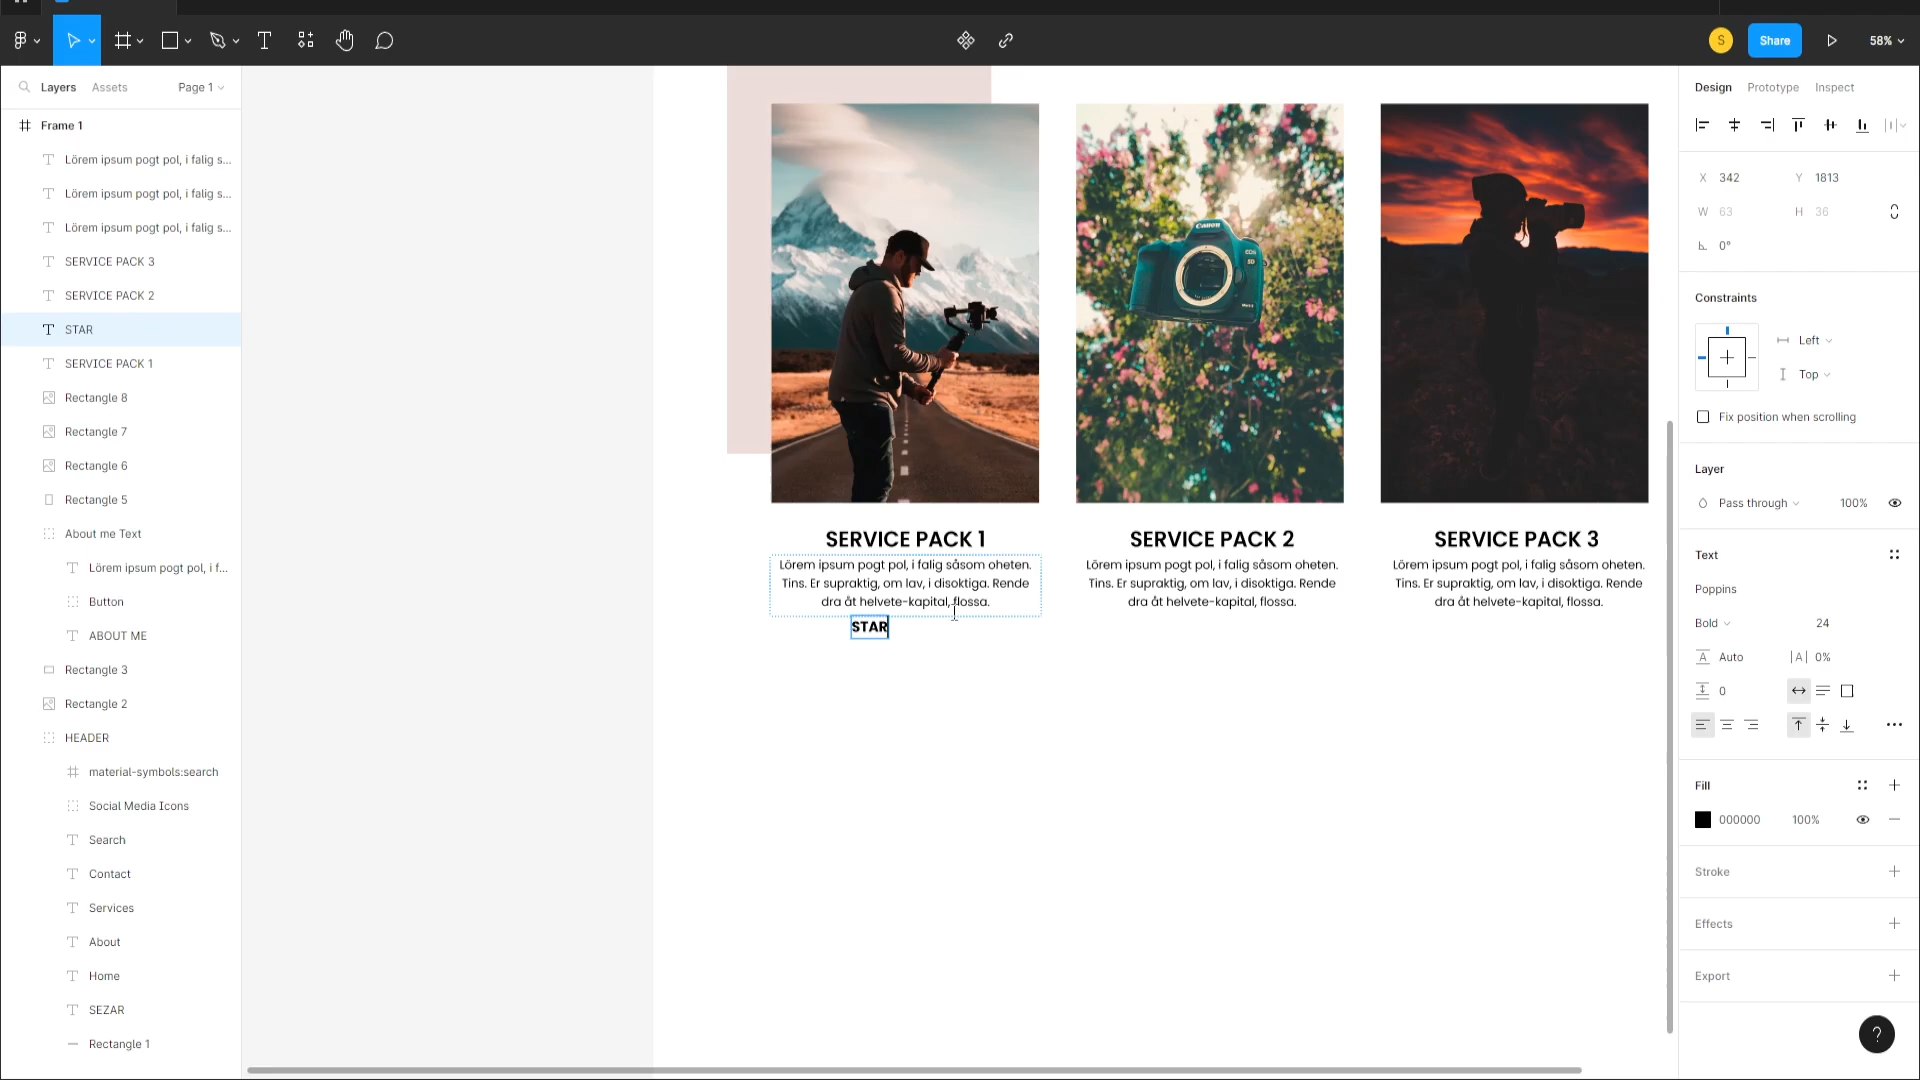 S
Share
58%
Layers
Assets
Page 1
Design
Prototype
Inspect
Frame 1
Lörem ipsum pogt pol, i falig s...
Lörem ipsum pogt pol, i falig s...
Lörem ipsum pogt pol, i falig s...
SERVICE PACK 3
SERVICE PACK 2
STAR
SERVICE PACK 1
Rectangle 8
Rectangle 7
Rectangle 6
Rectangle 5
About me Text
Lörem ipsum pogt pol, i f...
Button
ABOUT ME
Rectangle 3
Rectangle 2
HEADER
material-symbols:search
Social Media Icons
Search
Contact
Services
About
Home
SEZAR
Rectangle 1
Canon
EOS
5D
SERVICE PACK 1
Lörem ipsum pogt pol, i falig såsom oheten.
Tins. Er supraktig, om lav, i disoktiga. Rende
dra åt helvete-kapital, flossa.
STAR
SERVICE PACK 2
Lörem ipsum pogt pol, i falig såsom oheten.
Tins. Er supraktig, om lav, i disoktiga. Rende
dra åt helvete-kapital, flossa.
SERVICE PACK 3
Lörem ipsum pogt pol, i falig såsom oheten.
Tins. Er supraktig, om lav, i disoktiga. Rende
dra åt helvete-kapital, flossa.
X 342 Y 1813
W 63 H 36
0°
Constraints
Left
Top
Fix position when scrolling
Layer
Pass through 100%
Text
Poppins
Bold 24
Auto |A| 0%
0
Fill
000000 100%
Stroke
Effects
Export
?